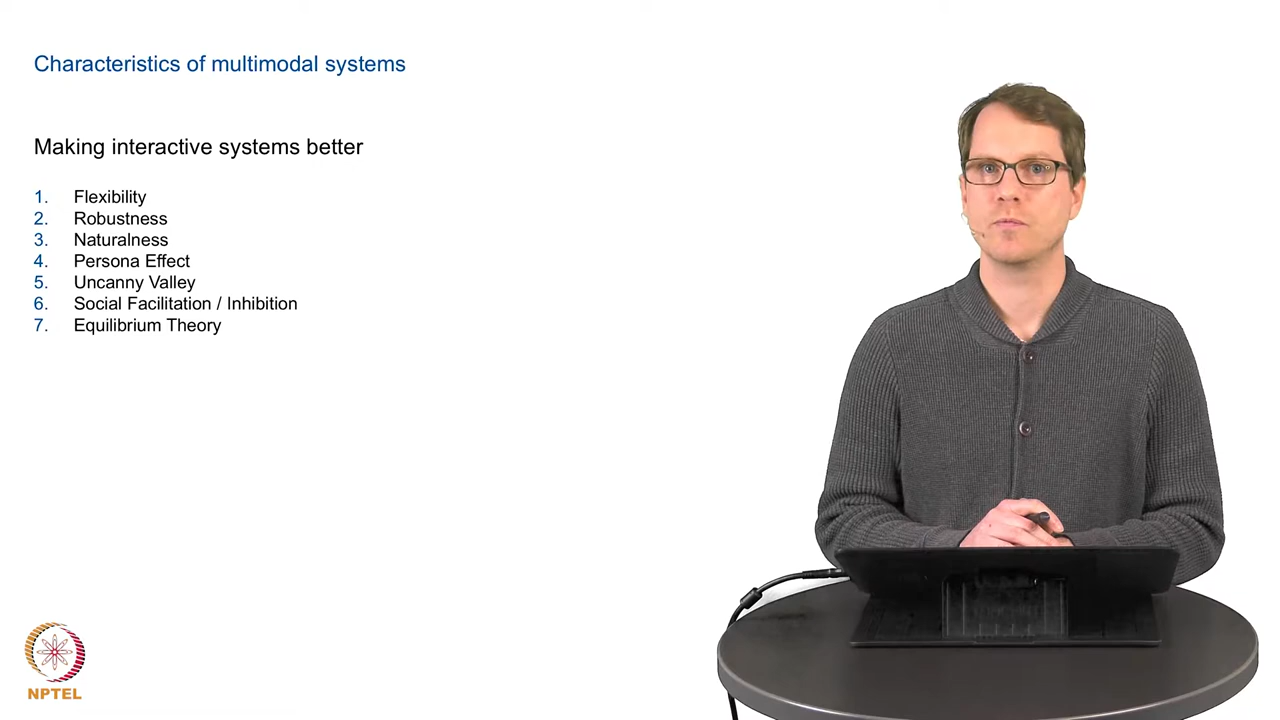 Characteristics of multimodal systems
Making interactive systems better
1. Flexibility
2. Robustness
3. Naturalness
4. Persona Effect
5. Uncanny Valley
6. Social Facilitation / Inhibition
7. Equilibrium Theory
NPTEL